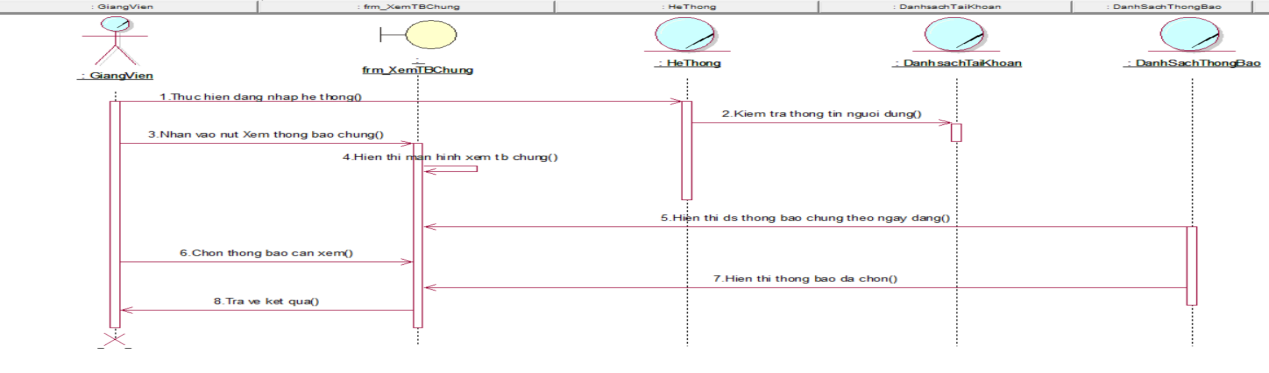 : GiangVien
: frm_XemTBChung
: HeThong
: DanhsachTaiKhoan
: DanhSachThongBao
: GiangVien
: frm_XemTBChung
: HeThong
: DanhsachTaiKhoan
: DanhSachThongBao
1.Thuc hien dang nhap he thong()
2.Kiem tra thong tin nguoi dung()
3.Nhan vao nut Xem thong bao chung()
4.Hien thi man hinh xem tb chung()
5.Hien thi ds thong bao chung theo ngay dang()
6.Chon thong bao can xem()
7.Hien thi thong bao da chon()
8.Tra ve ket qua()